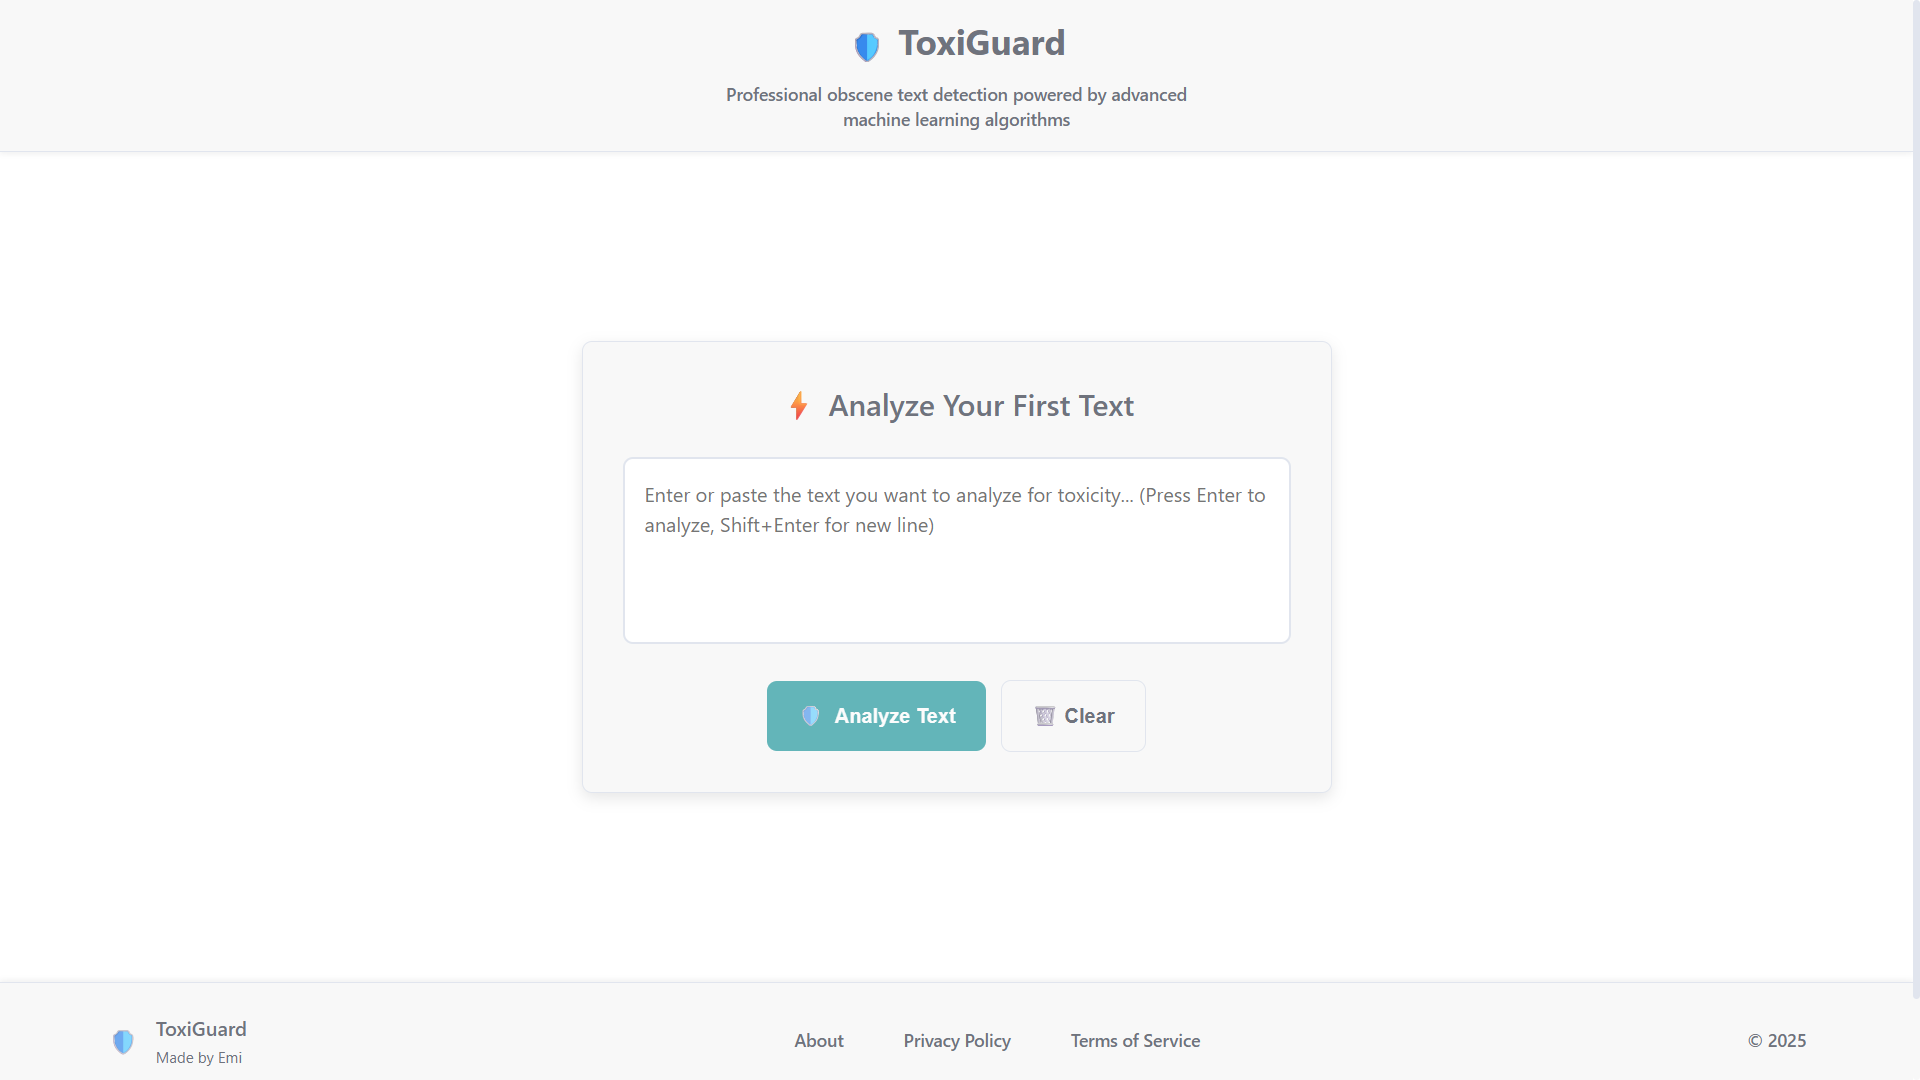 ToxiGuard
Professional obscene text detection powered by advanced
machine learning algorithms
Analyze Your First Text
Enter or paste the text you want to analyze for toxicity... (Press Enter to
analyze, Shift+Enter for new line)
Analyze Text
Clear
ToxiGuard
Made by Emi
About
Privacy Policy
Terms of Service
© 2025